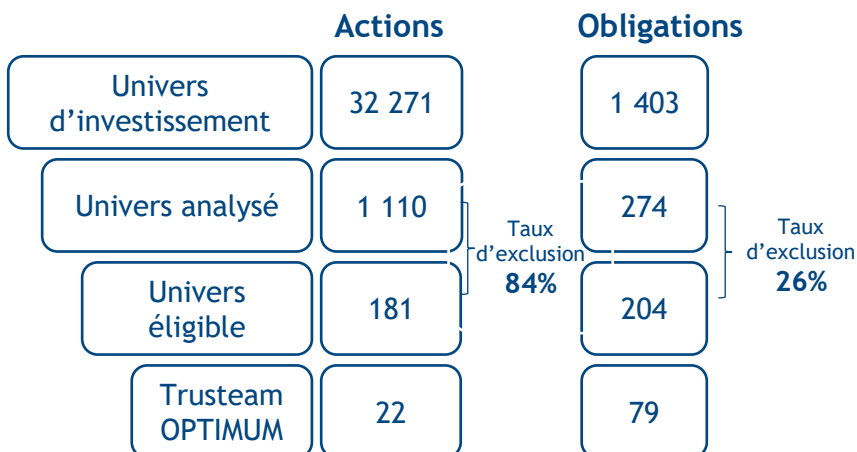 Actions Obligations
Univers
d'investissement
32 271
1 403
Univers analysé
1 110
274
Taux
d'exclusion
84%
Taux
d'exclusion
26%
Univers
éligible
181
204
Trusteam
OPTIMUM
22
79